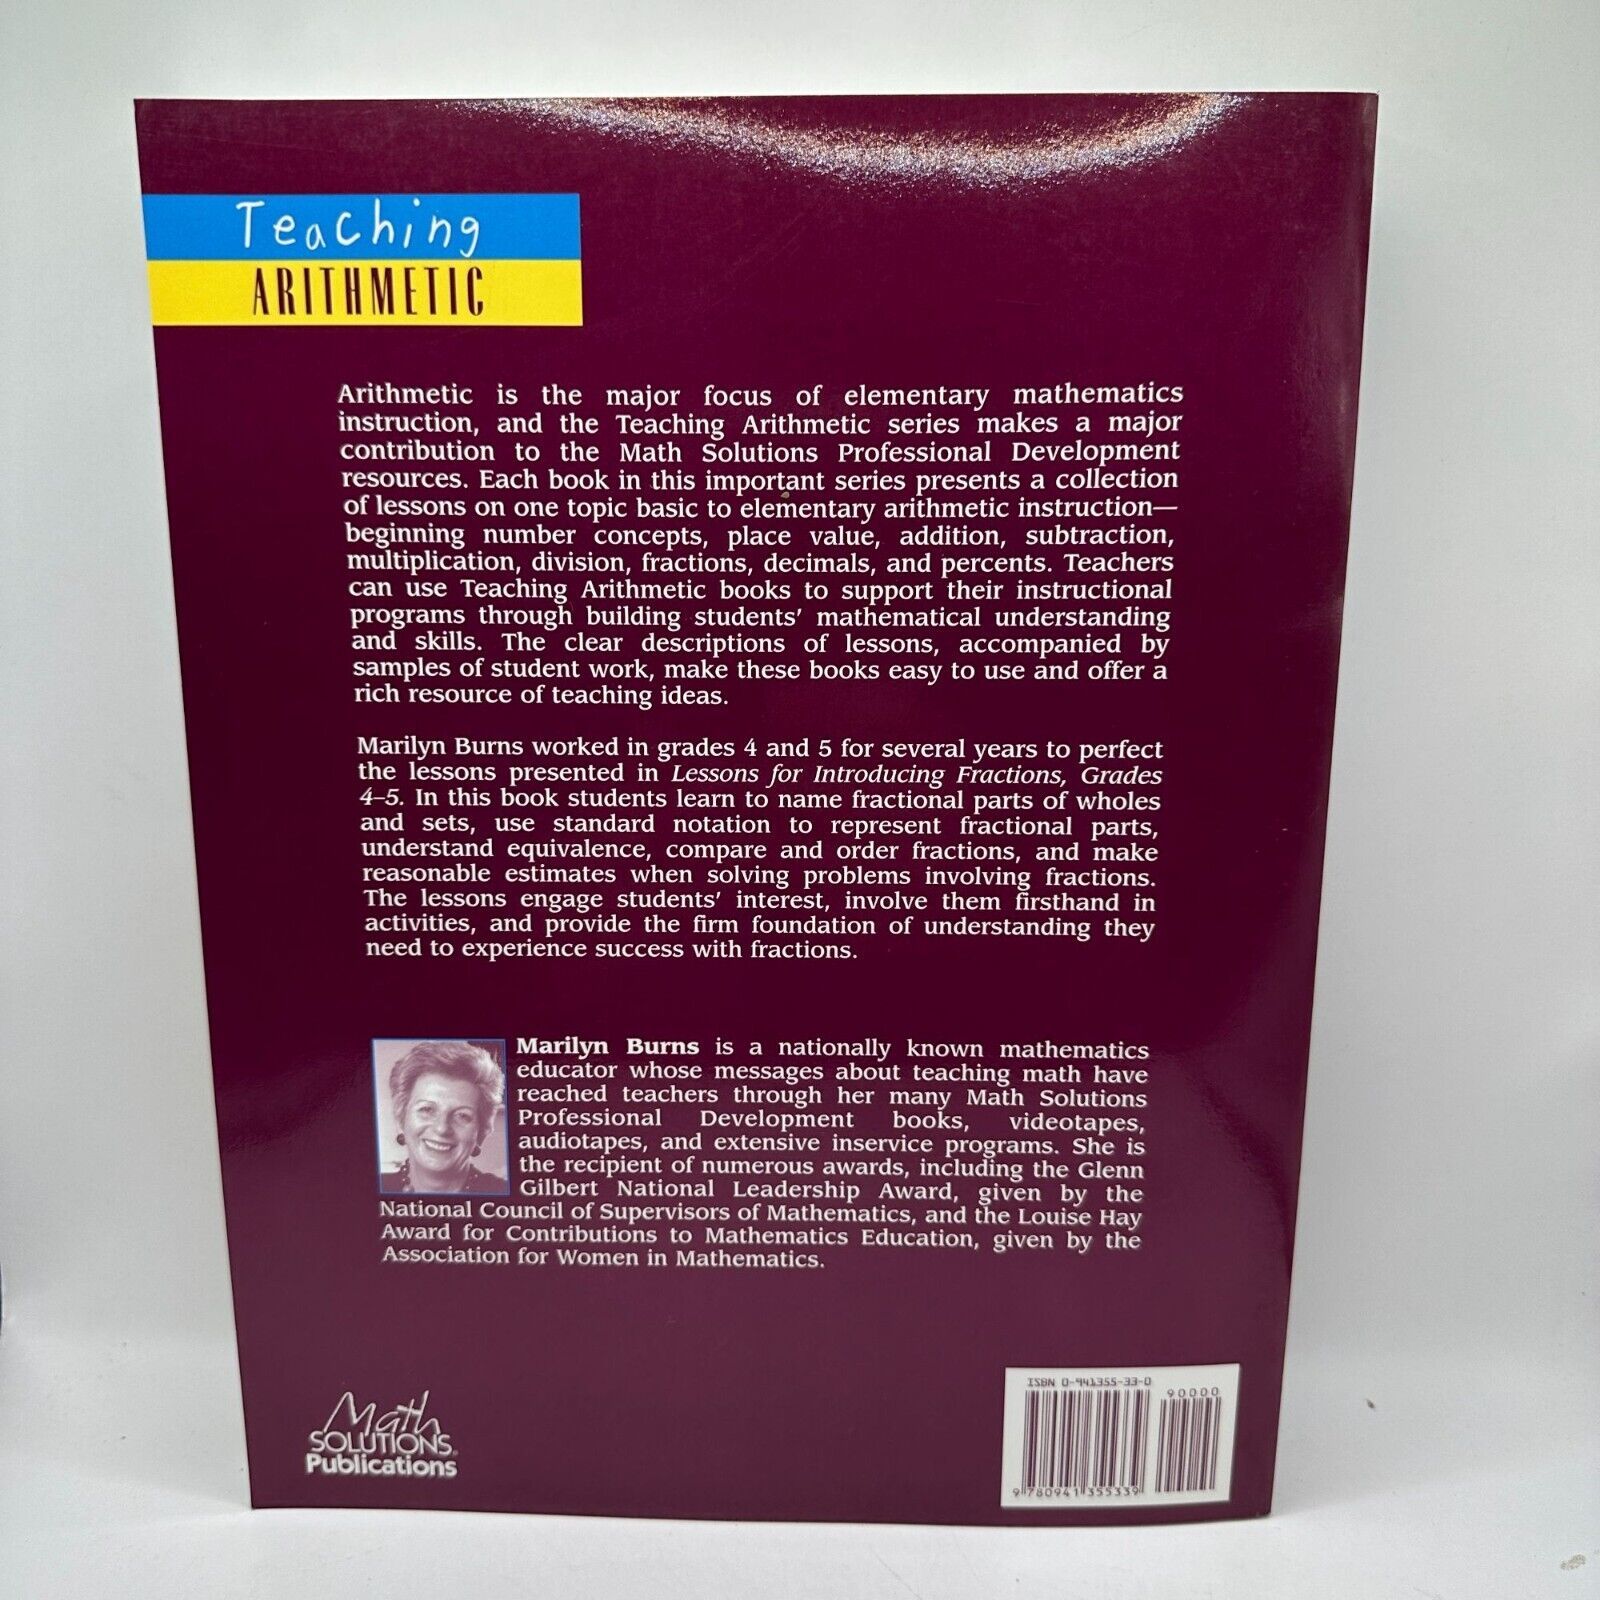 Teaching
ARITHMETIC
Arithmetic is the major focus of elementary mathematics
instruction, and the Teaching Arithmetic series makes a major
contribution to the Math Solutions Professional Development
resources. Each book in this important series presents a collection
of lessons on one topic basic to elementary arithmetic instruction—
beginning number concepts, place value, addition, subtraction,
multiplication, division, fractions, decimals, and percents. Teachers
can use Teaching Arithmetic books to support their instructional
programs through building students’ mathematical understanding
and skills. The clear descriptions of lessons, accompanied by
samples of student work, make these books easy to use and offer a
rich resource of teaching ideas.
Marilyn Burns worked in grades 4 and 5 for several years to perfect
the lessons presented in Lessons for Introducing Fractions, Grades
4–5. In this book students learn to name fractional parts of wholes
and sets, use standard notation to represent fractional parts,
understand equivalence, compare and order fractions, and make
reasonable estimates when solving problems involving fractions.
The lessons engage students’ interest, involve them firsthand in
activities, and provide the firm foundation of understanding they
need to experience success with fractions.
Marilyn Burns is a nationally known mathematics
educator whose messages about teaching math have
reached teachers through her many Math Solutions
Professional Development books, videotapes,
audiotapes, and extensive inservice programs. She is
the recipient of numerous awards, including the Glenn
Gilbert National Leadership Award, given by the
National Council of Supervisors of Mathematics, and the Louise Hay
Award for Contributions to Mathematics Education, given by the
Association for Women in Mathematics.
Math
SOLUTIONS
Publications
ISBN 0-941355-33-0
90000
9 780941 355339